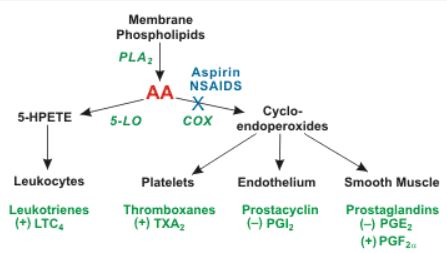 Membrane
Phospholipids
PLA₂
Aspirin
NSAIDS
AA
5-HPETE
5-LO
COX
X
Cyclo-
endoperoxides
Leukocytes
Platelets
Endothelium
Smooth Muscle
Leukotrienes
(+) LTC₄
Thromboxanes
(+) TXA₂
Prostacyclin
(−) PGI₂
Prostaglandins
(−) PGE₂
(+) PGF₂α